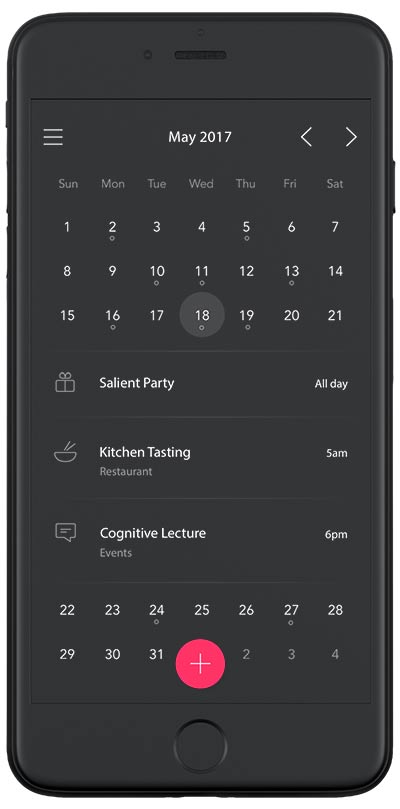 May 2017
Sun Mon Tue Wed Thu Fri Sat
1 2 3 4 5 6 7
8 9 10 11 12 13 14
15 16 17 18 19 20 21
Salient Party All day
Kitchen Tasting 5am
Restaurant
Cognitive Lecture 6pm
Events
22 23 24 25 26 27 28
29 30 31 2 3 4